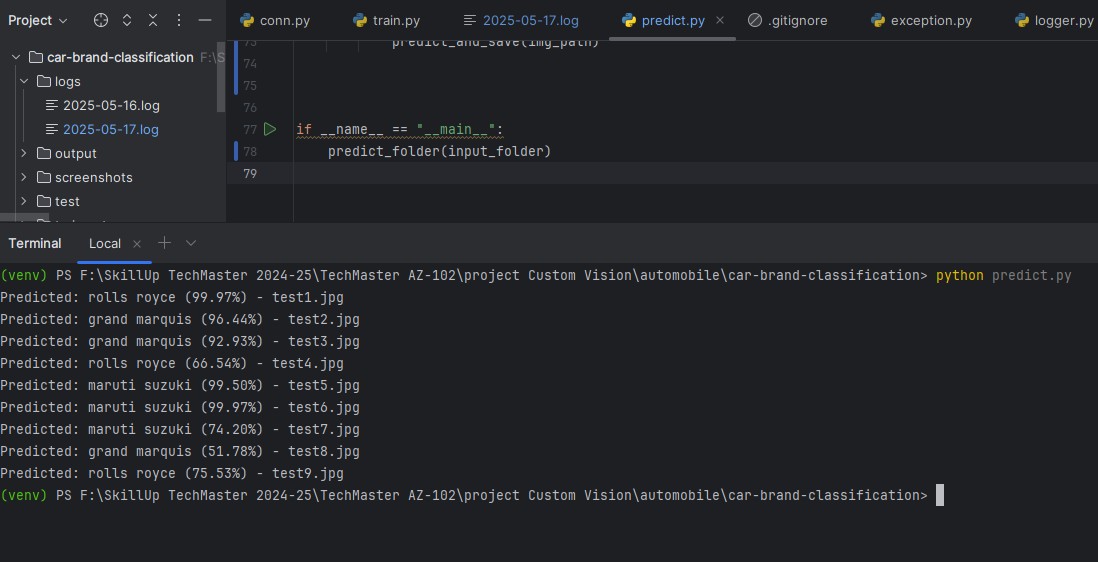 Project
conn.py train.py 2025-05-17.log predict.py .gitignore exception.py logger.py
car-brand-classification F:\S
logs
2025-05-16.log
2025-05-17.log
output
screenshots
test
73 predict_and_save(img_path)
74
75
76
77 if __name__ == "__main__":
78 predict_folder(input_folder)
79
Terminal Local
(venv) PS F:\SkillUp TechMaster 2024-25\TechMaster AZ-102\project Custom Vision\automobile\car-brand-classification> python predict.py
Predicted: rolls royce (99.97%) - test1.jpg
Predicted: grand marquis (96.44%) - test2.jpg
Predicted: grand marquis (92.93%) - test3.jpg
Predicted: rolls royce (66.54%) - test4.jpg
Predicted: maruti suzuki (99.50%) - test5.jpg
Predicted: maruti suzuki (99.97%) - test6.jpg
Predicted: maruti suzuki (74.20%) - test7.jpg
Predicted: grand marquis (51.78%) - test8.jpg
Predicted: rolls royce (75.53%) - test9.jpg
(venv) PS F:\SkillUp TechMaster 2024-25\TechMaster AZ-102\project Custom Vision\automobile\car-brand-classification>